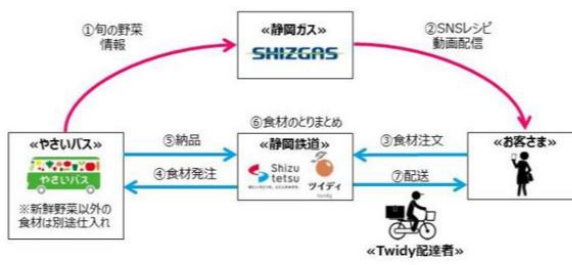 ①旬の野菜
情報
≪静岡ガス≫
SHIZGAS
②SNSレシピ
動画配信
≪やさいバス≫
やさいバス
※新鮮野菜以外の
食材は別途仕入れ
⑤納品
④食材発注
⑥食材のとりまとめ
≪静岡鉄道≫
Shizu
tetsu
ツイディ
twidy
③食材注文
⑦配送
≪お客さま≫
≪Twidy配達者≫